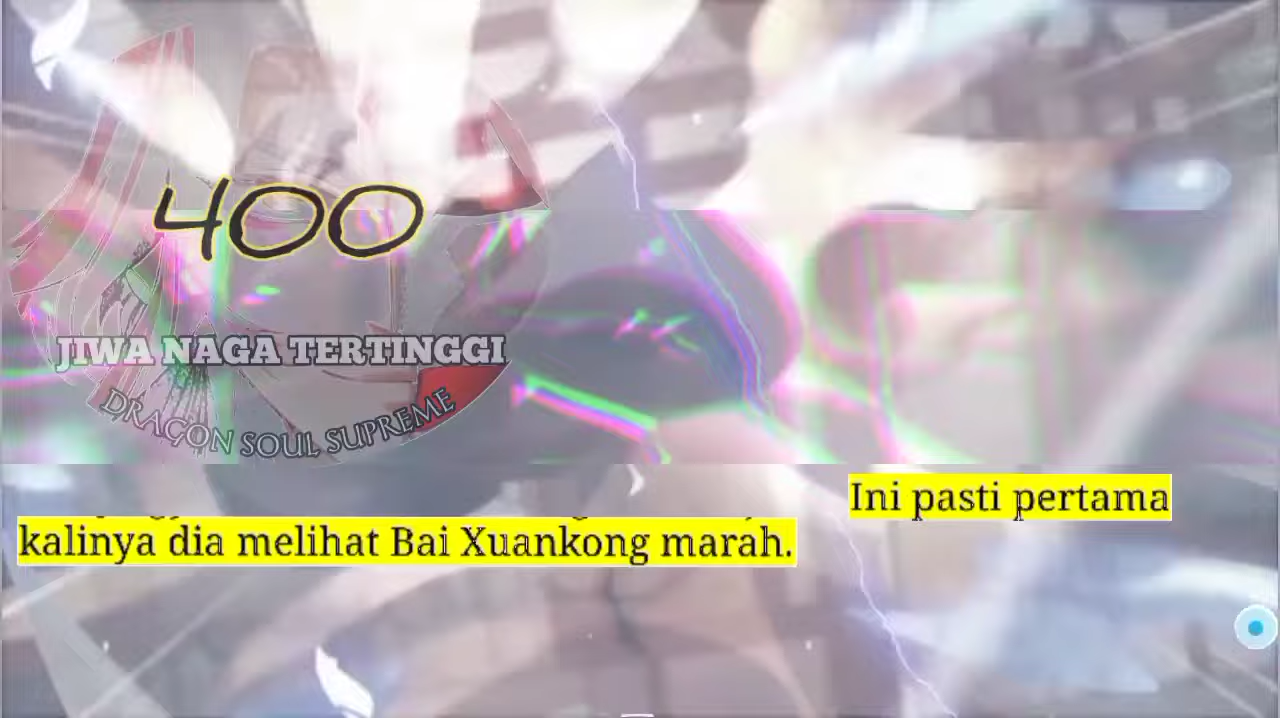 400
JIWA NAGA TERTINGGI
DRAGON SOUL SUPREME
Ini pasti pertama
kalinya dia melihat Bai Xuankong marah.